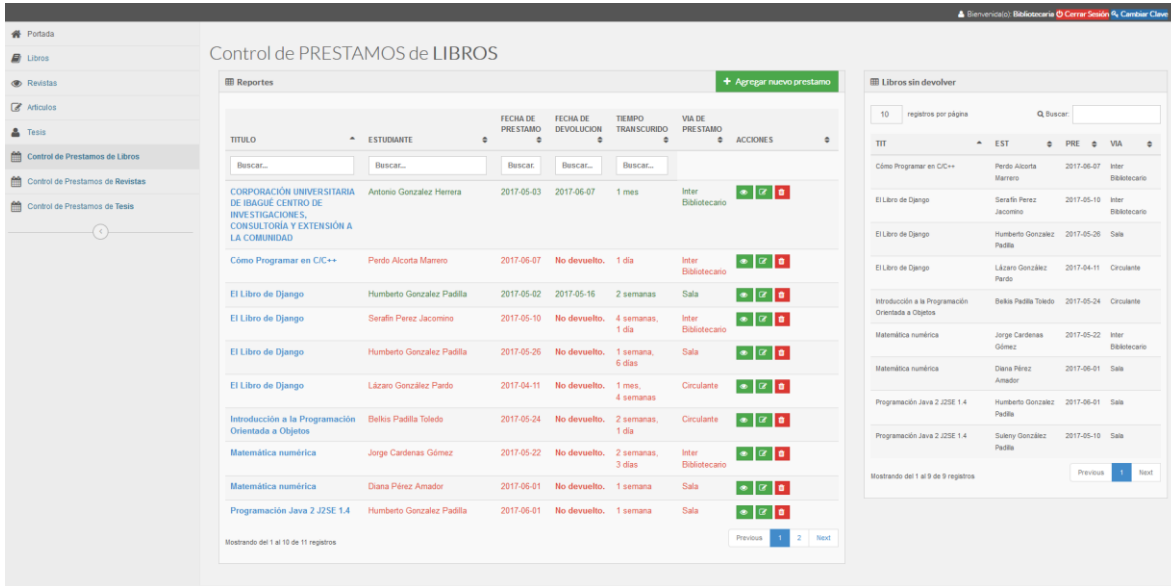 Bienvenida(o) Bibliotecaria Cerrar Sesión Cambiar Clave
Portada
Libros
Revistas
Articulos
Tesis
Control de Prestamos de Libros
Control de Prestamos de Revistas
Control de Prestamos de Tesis
Control de PRESTAMOS de LIBROS
Reportes
Agregar nuevo prestamo
TITULO ESTUDIANTE FECHA DE PRESTAMO FECHA DE DEVOLUCION TIEMPO TRANSCURIDO VIA DE PRESTAMO ACCIONES
Buscar... Buscar... Buscar. Buscar... Buscar...
CORPORACIÓN UNIVERSITARIA Antonio Gonzalez Herrera 2017-05-03 2017-06-07 1 mes Inter
DE IBAGUÉ CENTRO DE Bibliotecario
INVESTIGACIONES,
CONSULTORÍA Y EXTENSIÓN A
LA COMUNIDAD
Cómo Programar en C/C++ Perdo Alcorta Marrero 2017-06-07 No devuelto. 1 día Inter
Bibliotecario
El Libro de Django Humberto Gonzalez Padilla 2017-05-02 2017-05-16 2 semanas Sala
El Libro de Django Serafín Perez Jacomino 2017-05-10 No devuelto. 4 semanas, Inter
1 día Bibliotecario
El Libro de Django Humberto Gonzalez Padilla 2017-05-26 No devuelto. 1 semana, Sala
6 días
El Libro de Django Lázaro González Pardo 2017-04-11 No devuelto. 1 mes, Circulante
4 semanas
Introducción a la Programación Belkis Padilla Toledo 2017-05-24 No devuelto. 2 semanas, Circulante
Orientada a Objetos 1 día
Matemática numérica Jorge Cardenas Gómez 2017-05-22 No devuelto. 2 semanas, Inter
3 días Bibliotecario
Matemática numérica Diana Pérez Amador 2017-06-01 No devuelto. 1 semana Sala
Programación Java 2 J2SE 1.4 Humberto Gonzalez Padilla 2017-06-01 No devuelto. 1 semana Sala
Mostrando del 1 al 10 de 11 registros
Previous 1 2 Next
Libros sin devolver
10 registros por página Buscar:
TIT EST PRE VIA
Cómo Programar en C/C++ Perdo Alcorta 2017-06-07 Inter
Marrero Bibliotecario
El Libro de Django Serafín Perez 2017-05-10 Inter
Jacomino Bibliotecario
El Libro de Django Humberto Gonzalez 2017-05-26 Sala
Padilla
El Libro de Django Lázaro González 2017-04-11 Circulante
Pardo
Introducción a la Programación Belkis Padilla Toledo 2017-05-24 Circulante
Orientada a Objetos
Matemática numérica Jorge Cardenas 2017-05-22 Inter
Gómez Bibliotecario
Matemática numérica Diana Pérez 2017-06-01 Sala
Amador
Programación Java 2 J2SE 1.4 Humberto Gonzalez 2017-06-01 Sala
Padilla
Programación Java 2 J2SE 1.4 Suleny González 2017-05-10 Sala
Padilla
Mostrando del 1 al 9 de 9 registros
Previous 1 Next